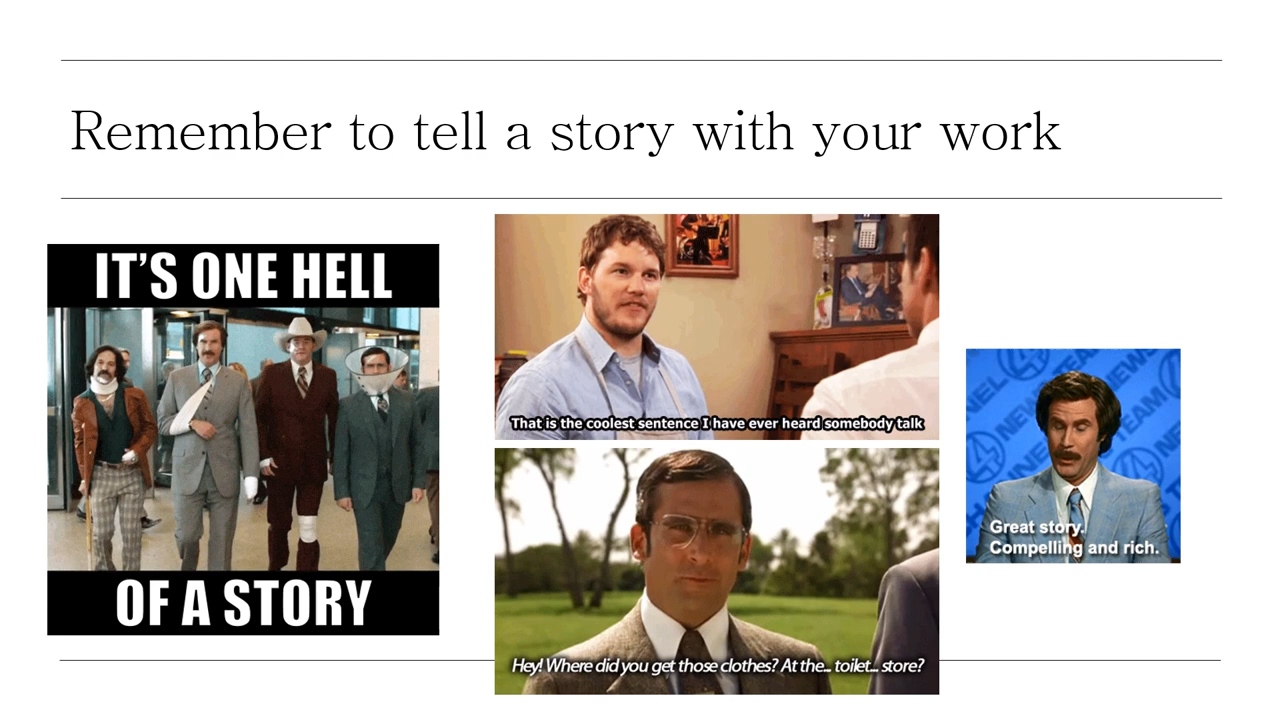 Remember to tell a story with your work
IT'S ONE HELL
OF A STORY
That is the coolest sentence I have ever heard somebody talk
Hey! Where did you get those clothes? At the... toilet... store?
Great story.
Compelling and rich.